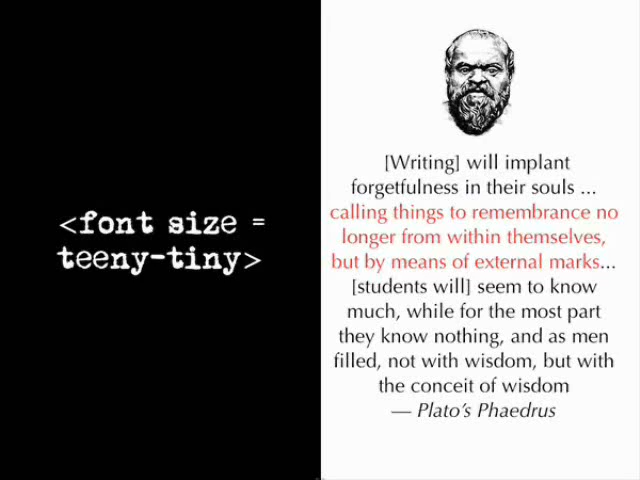 <font size =
teeny-tiny>
[Writing] will implant
forgetfulness in their souls ...
calling things to remembrance no
longer from within themselves,
but by means of external marks...
[students will] seem to know
much, while for the most part
they know nothing, and as men
filled, not with wisdom, but with
the conceit of wisdom
— Plato's Phaedrus